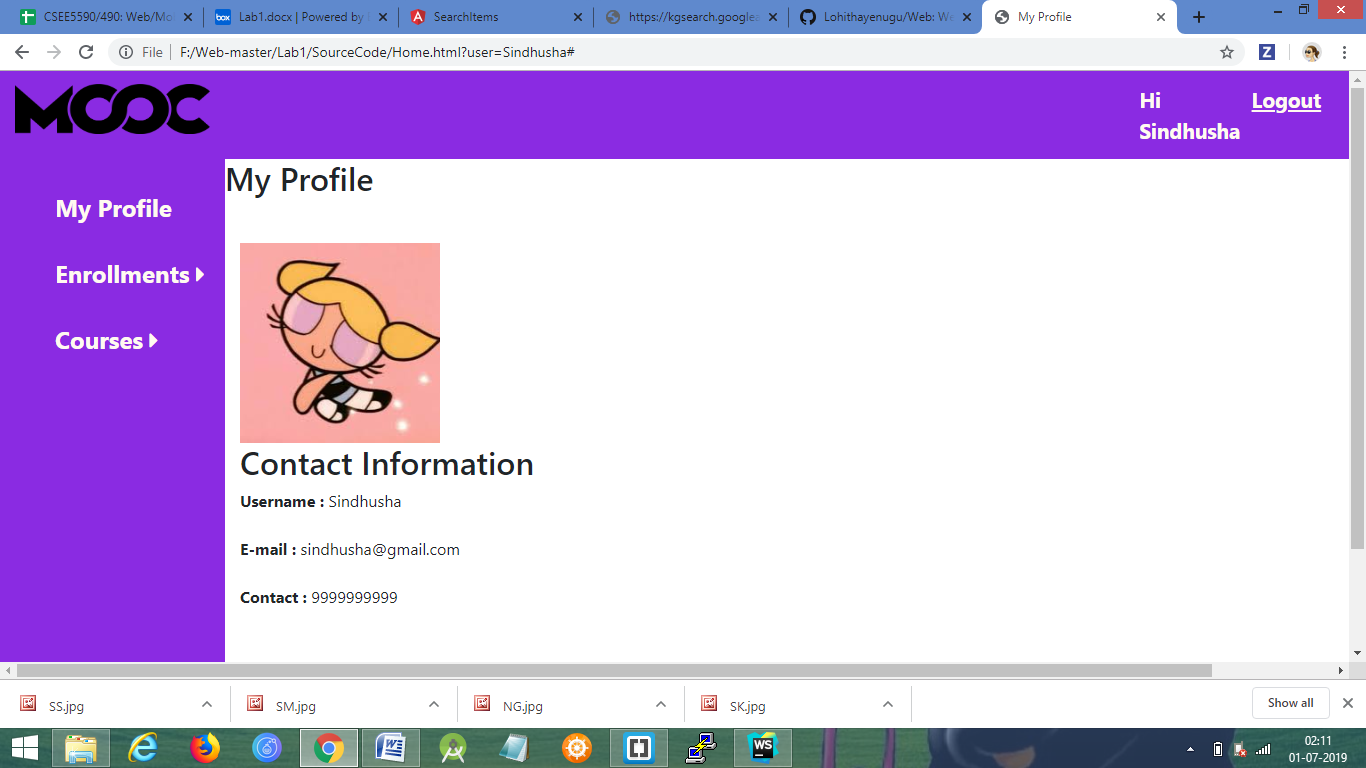 CSEE5590/490: Web/Mo
Lab1.docx | Powered by
SearchItems
https://kgsearch.google
Lohithayenugu/Web: We
My Profile
File
F:/Web-master/Lab1/SourceCode/Home.html?user=Sindhusha#
MOOC
Hi
Sindhusha
Logout
My Profile
Enrollments
Courses
My Profile
Contact Information
Username : Sindhusha
E-mail : sindhusha@gmail.com
Contact : 9999999999
SS.jpg
SM.jpg
NG.jpg
SK.jpg
Show all
02:11
01-07-2019